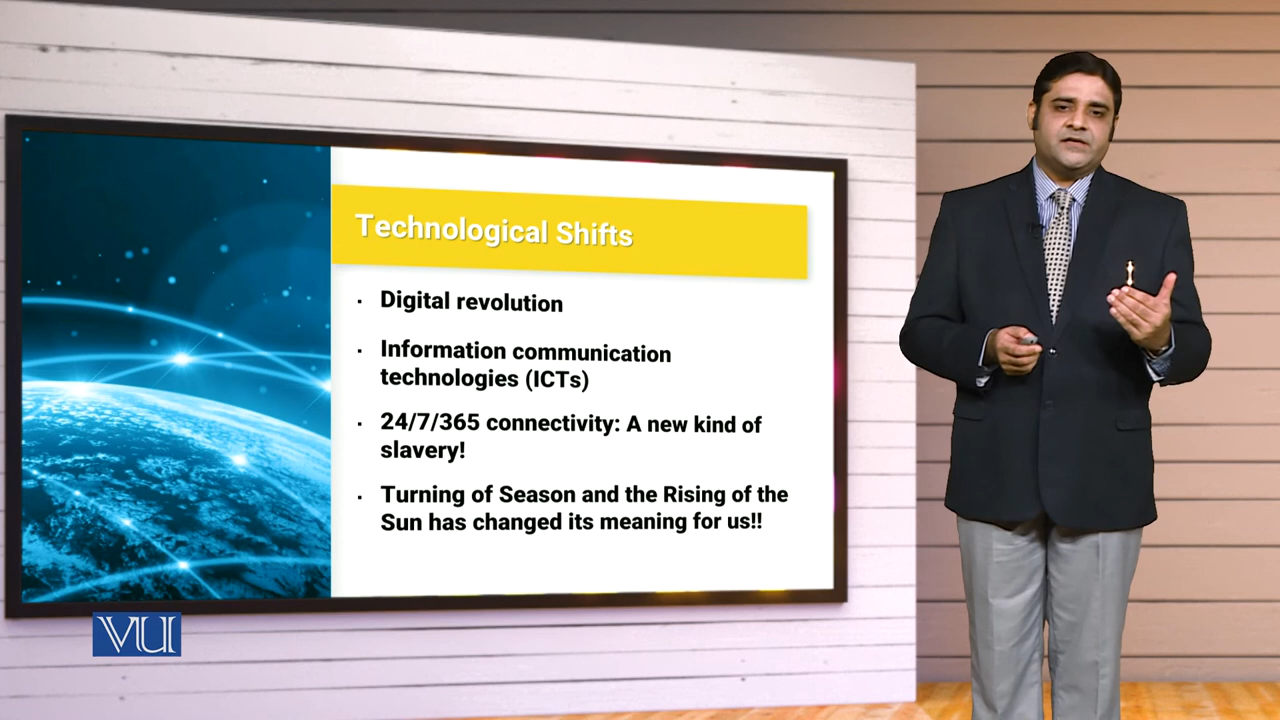 Technological Shifts
· Digital revolution
· Information communication
technologies (ICTs)
· 24/7/365 connectivity: A new kind of
slavery!
· Turning of Season and the Rising of the
Sun has changed its meaning for us!!
VU